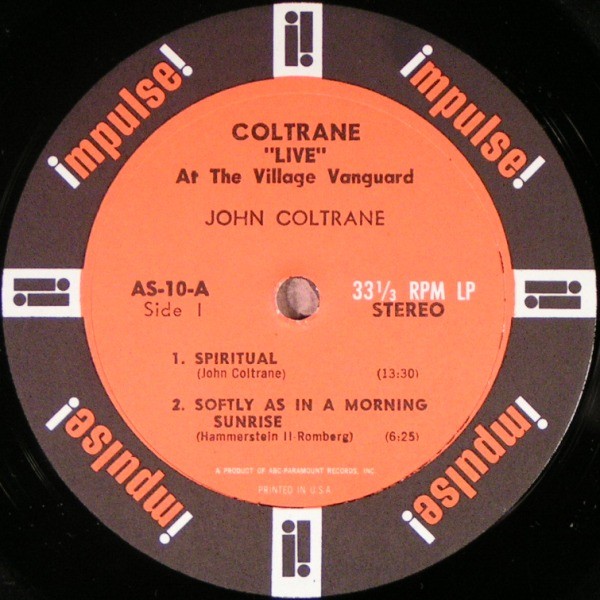 impulse!
impulse!
COLTRANE
"LIVE"
At The Village Vanguard
JOHN COLTRANE
AS-10-A
Side 1
33 1/3 RPM LP
STEREO
1. SPIRITUAL
(John Coltrane) (13:30)
2. SOFTLY AS IN A MORNING
SUNRISE
(Hammerstein II-Romberg) (6:25)
A PRODUCT OF ABC-PARAMOUNT RECORDS, INC.
PRINTED IN U.S.A.
impulse!
impulse!